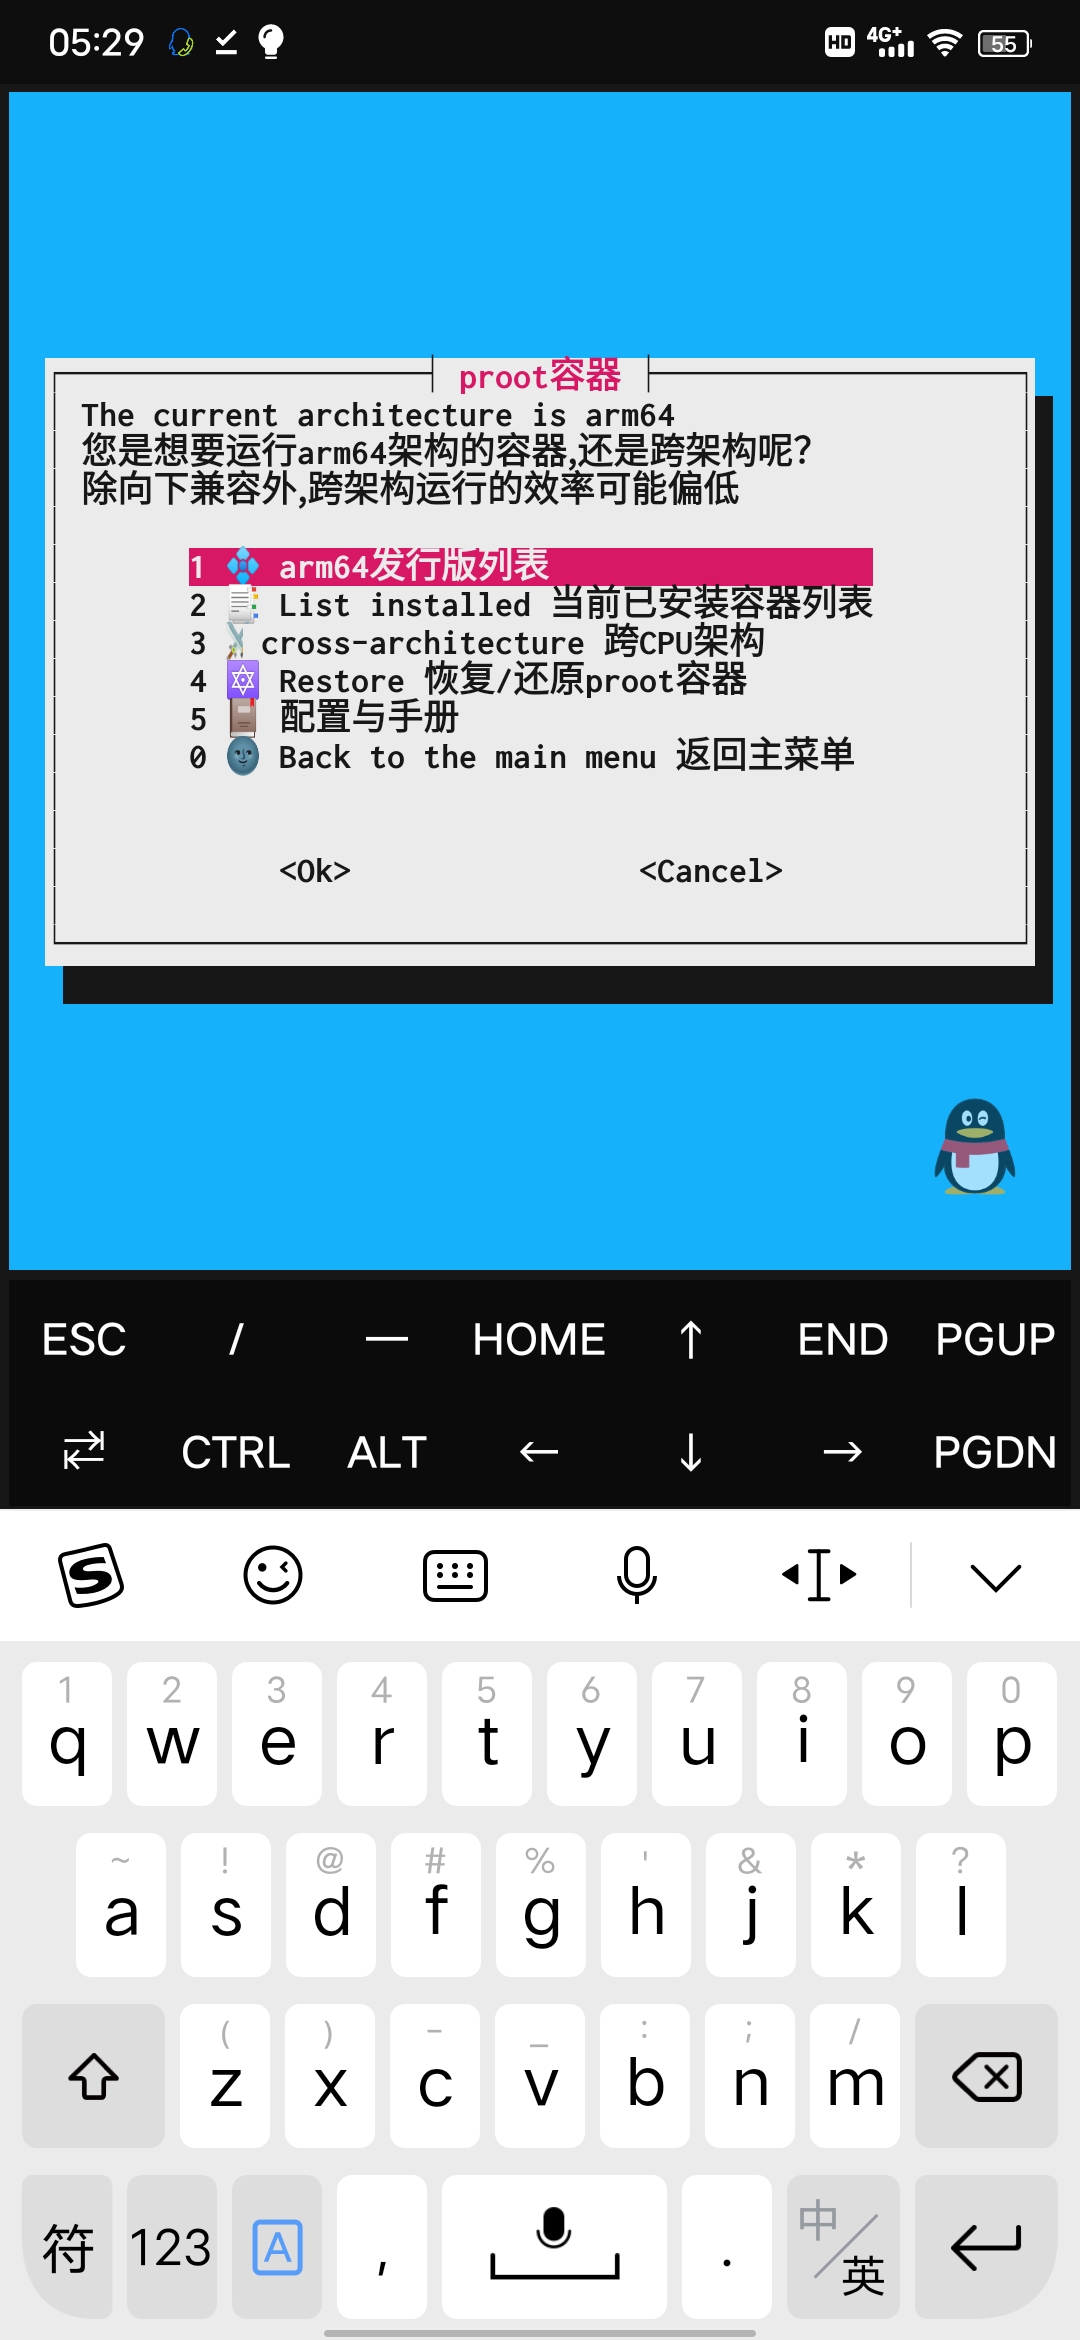 05:29
HD 4G+ 55
proot容器
The current architecture is arm64
您是想要运行arm64架构的容器,还是跨架构呢?
除向下兼容外,跨架构运行的效率可能偏低
1 arm64发行版列表
2 List installed 当前已安装容器列表
3 cross-architecture 跨CPU架构
4 Restore 恢复/还原proot容器
5 配置与手册
0 Back to the main menu 返回主菜单
<Ok> <Cancel>
ESC / — HOME ↑ END PGUP
⇄ CTRL ALT ← ↓ → PGDN
S
1 2 3 4 5 6 7 8 9 0
q w e r t y u i o p
~ ! @ # % ' & * ?
a s d f g h j k l
( ) - _ : ; /
z x c v b n m
符 123 A , . 中/英